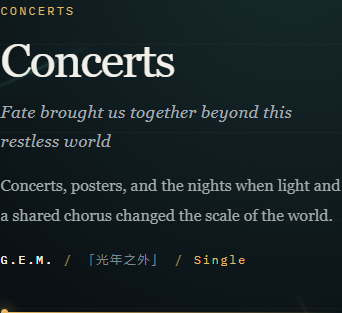 CONCERTS
Concerts
Fate brought us together beyond this
restless world
Concerts, posters, and the nights when light and
a shared chorus changed the scale of the world.
G.E.M. / 「光年之外」 / Single